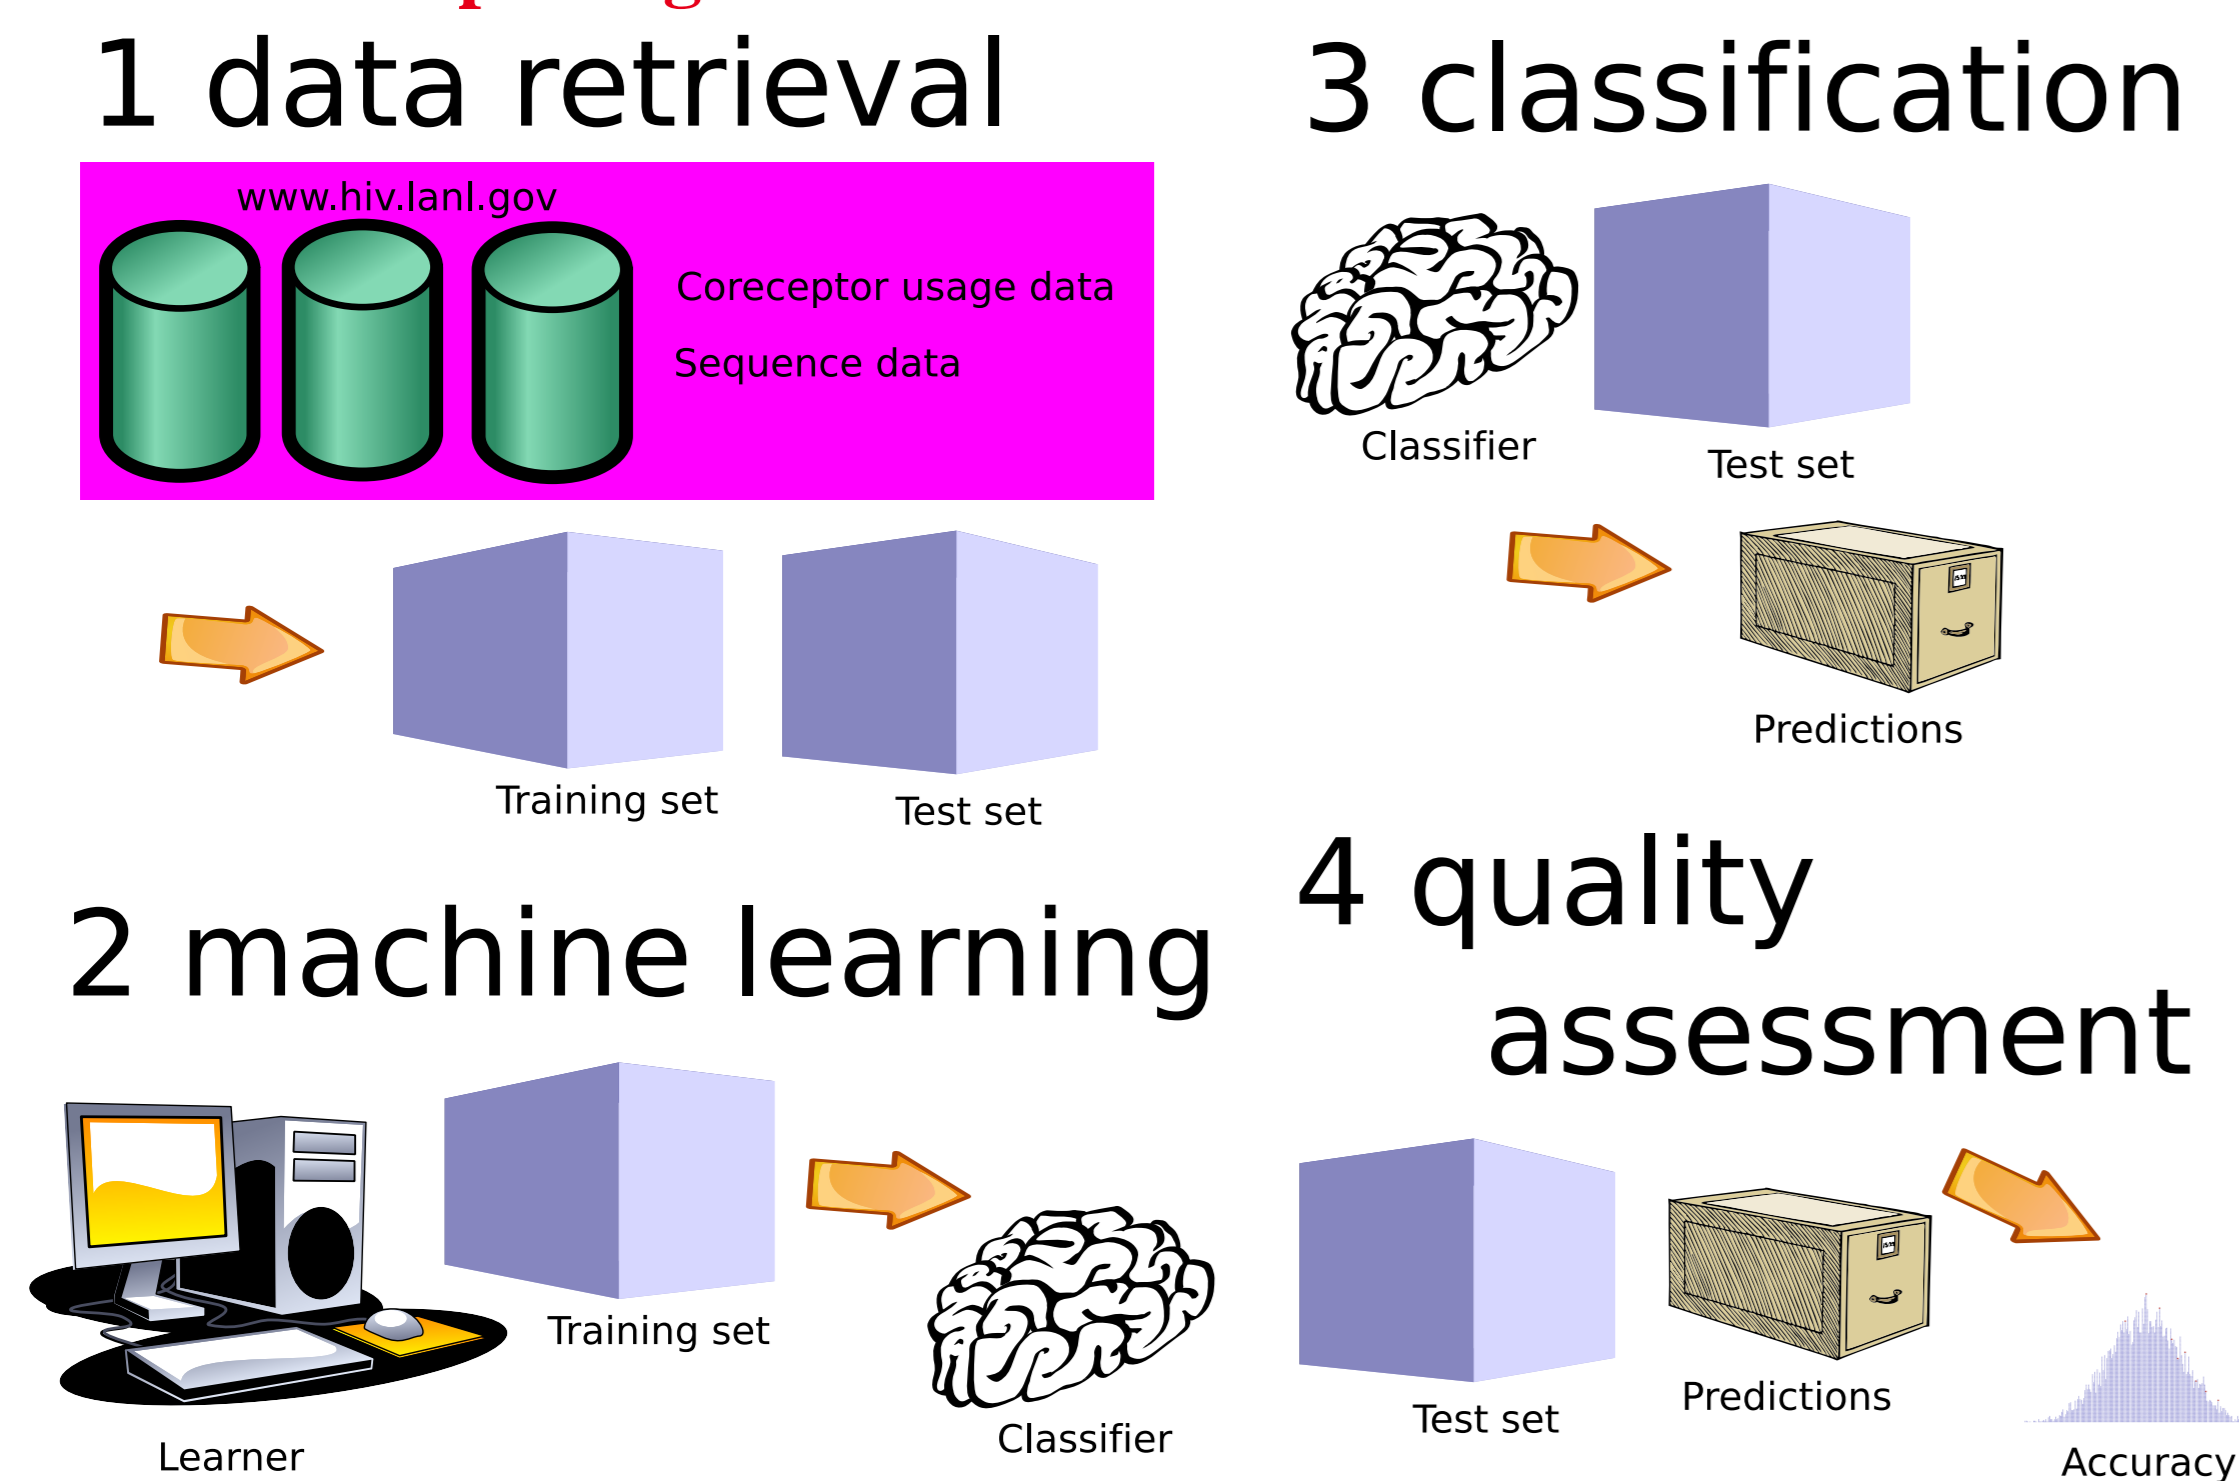 1 data retrieval
www.hiv.lanl.gov
Coreceptor usage data
Sequence data
Training set
Test set
2 machine learning
Training set
Learner
Classifier
3 classification
Classifier
Test set
Predictions
4 quality
assessment
Test set
Predictions
Accuracy